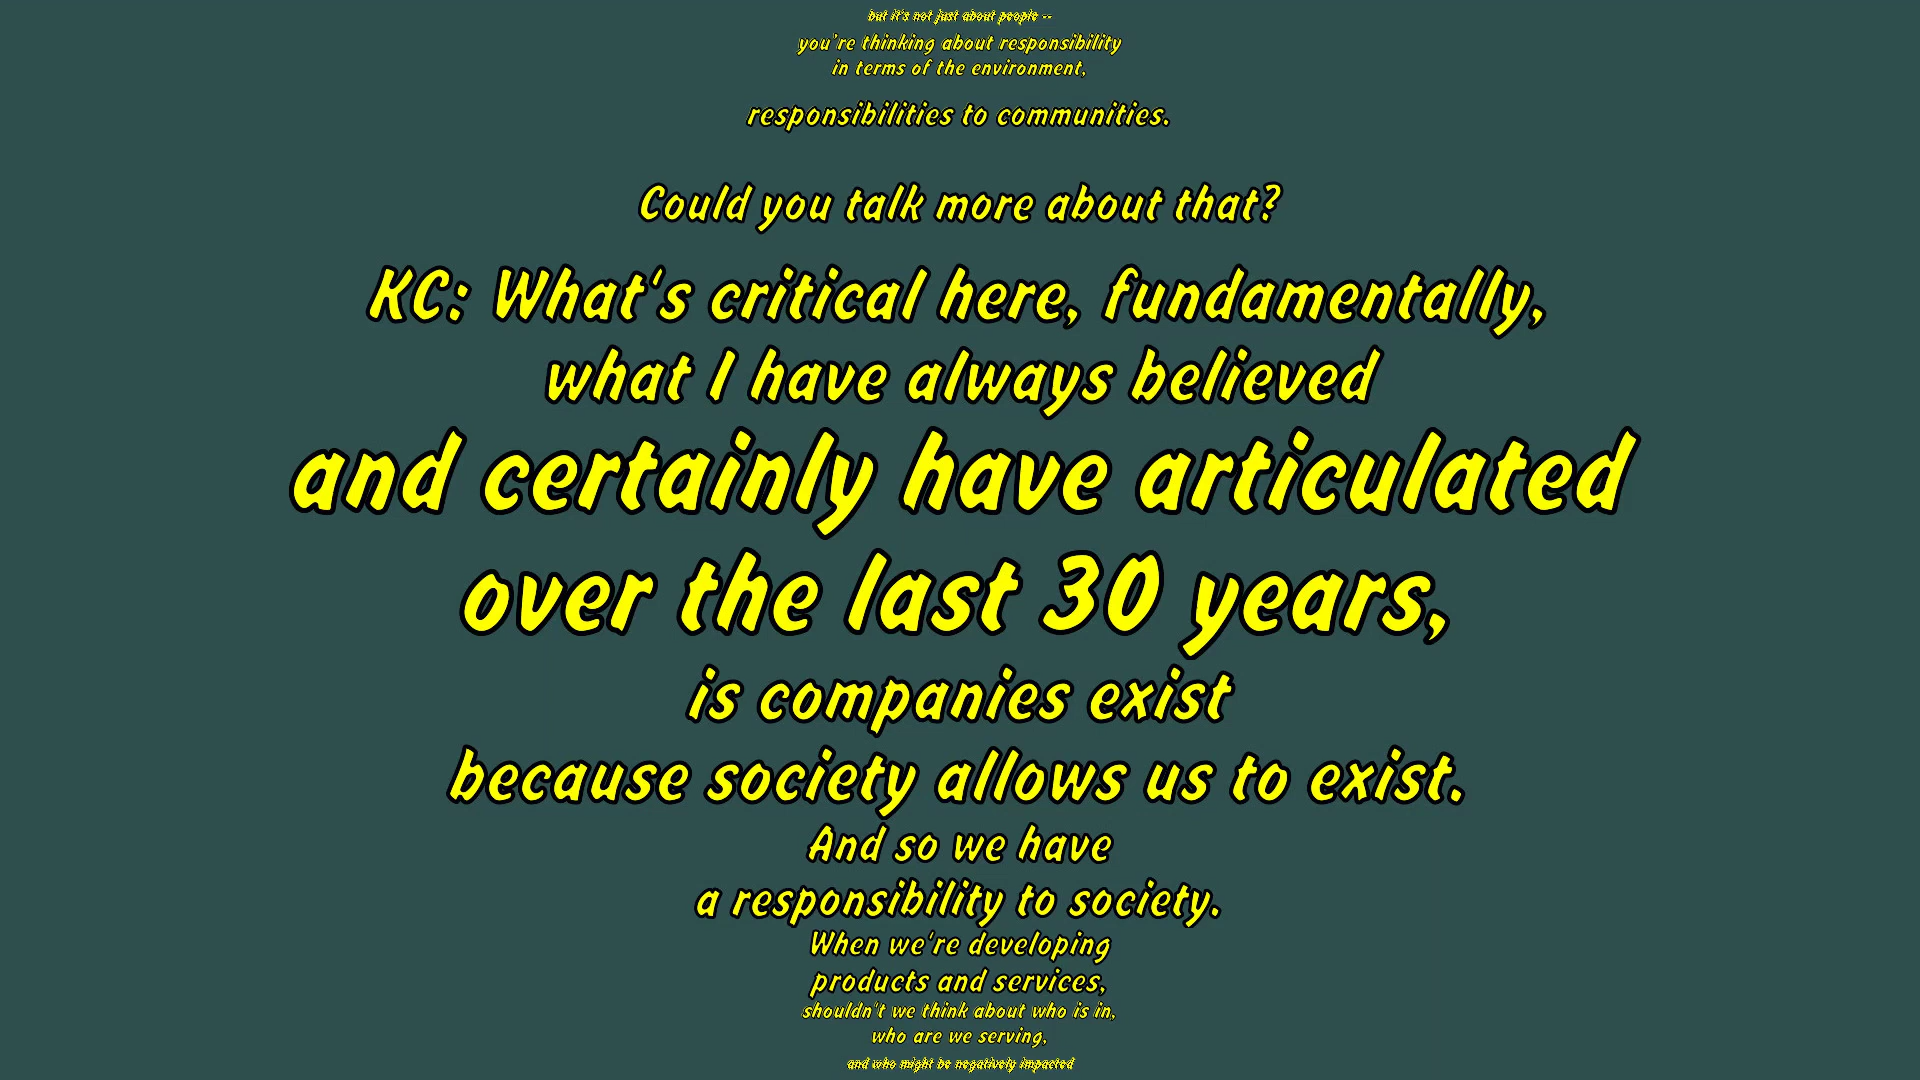 but it's not just about people --
you're thinking about responsibility
in terms of the environment,
responsibilities to communities.
Could you talk more about that?
KC: What's critical here, fundamentally,
what I have always believed
and certainly have articulated
over the last 30 years,
is companies exist
because society allows us to exist.
And so we have
a responsibility to society.
When we're developing
products and services,
shouldn't we think about who is in,
who are we serving,
and who might be negatively impacted